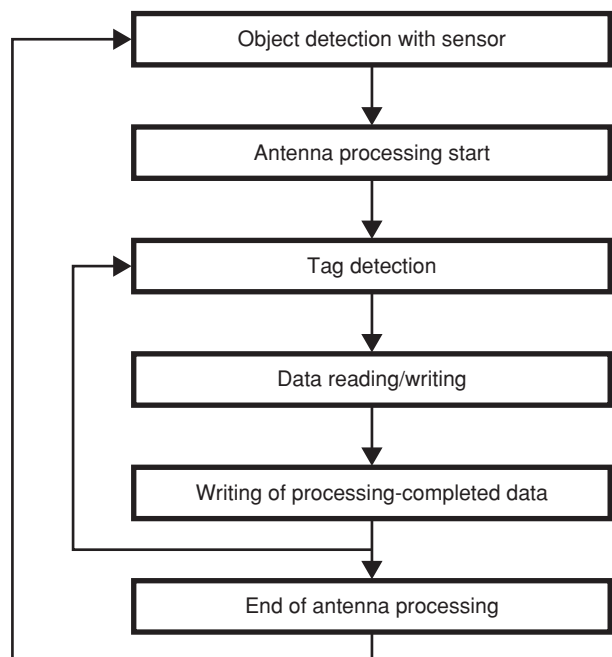 Object detection with sensor
Antenna processing start
Tag detection
Data reading/writing
Writing of processing-completed data
End of antenna processing